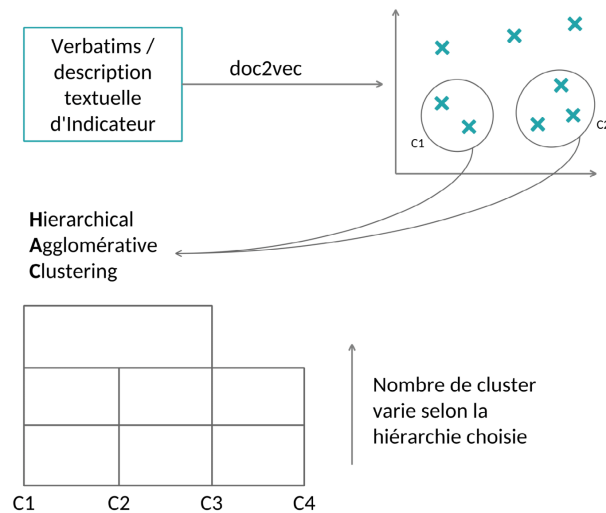 Verbatims /
description
textuelle
d'Indicateur
doc2vec
C1
C2
Hierarchical
Agglomérative
Clustering
Nombre de cluster
varie selon la
hiérarchie choisie
C1 C2 C3 C4